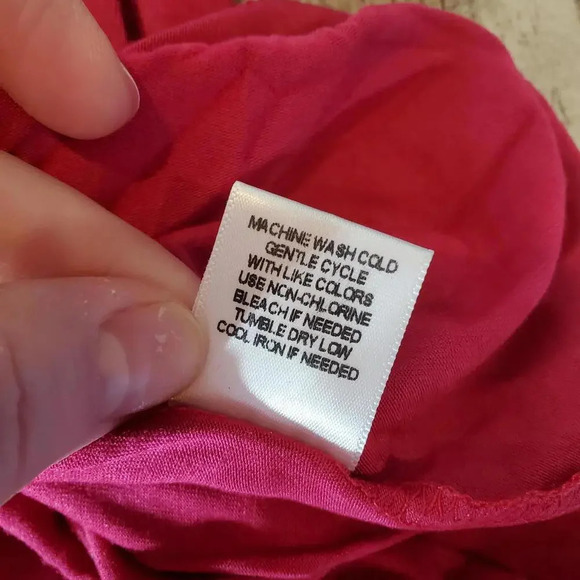 MACHINE WASH COLD
GENTLE CYCLE
WITH LIKE COLORS
USE NON-CHLORINE
BLEACH IF NEEDED
TUMBLE DRY LOW
COOL IRON IF NEEDED